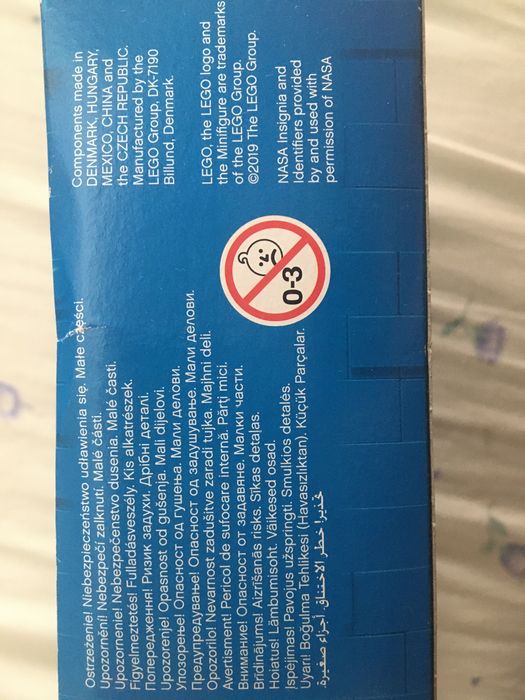 Ostrzeżenie! Niebezpieczeństwo udławienia się. Małe części.
Upozornění! Nebezpečí zalknutí. Malé části.
Upozornenie! Nebezpečenstvo dusenia. Malé časti.
Figyelmeztetés! Fulladásveszély, Kis alkatrészek.
Попередження! Ризик задухи. Дрібні деталі.
Upozorenje! Opasnost od gušenja. Mali dijelovi.
Упозорење! Опасност од гушења. Мали делови.
Предупредување! Опасност од задушување. Мали делови.
Opozorilo! Nevarnost zadušitve zaradi tujka. Majhni deli.
Avertisment! Pericol de sufocare internă. Părţi mici.
Внимание! Опасност от задавяне. Малки части.
Brīdinājums! Aizrīšanās risks. Sīkas detaļas.
Hoiatus! Lämbumisoht. Väikesed osad.
Įspėjimas! Pavojus užspringti. Smulkios detalės.
Uyarı! Boğulma Tehlikesi (Havasızlıktan). Küçük Parçalar.
تحذير! خطر الاختناق. أجزاء صغيرة.
0-3
Components made in
DENMARK, HUNGARY,
MEXICO, CHINA and
the CZECH REPUBLIC.
Manufactured by the
LEGO Group, DK-7190
Billund, Denmark.
LEGO, the LEGO logo and
the Minifigure are trademarks
of the LEGO Group.
©2019 The LEGO Group.
NASA Insignia and
Identifiers provided
by and used with
permission of NASA